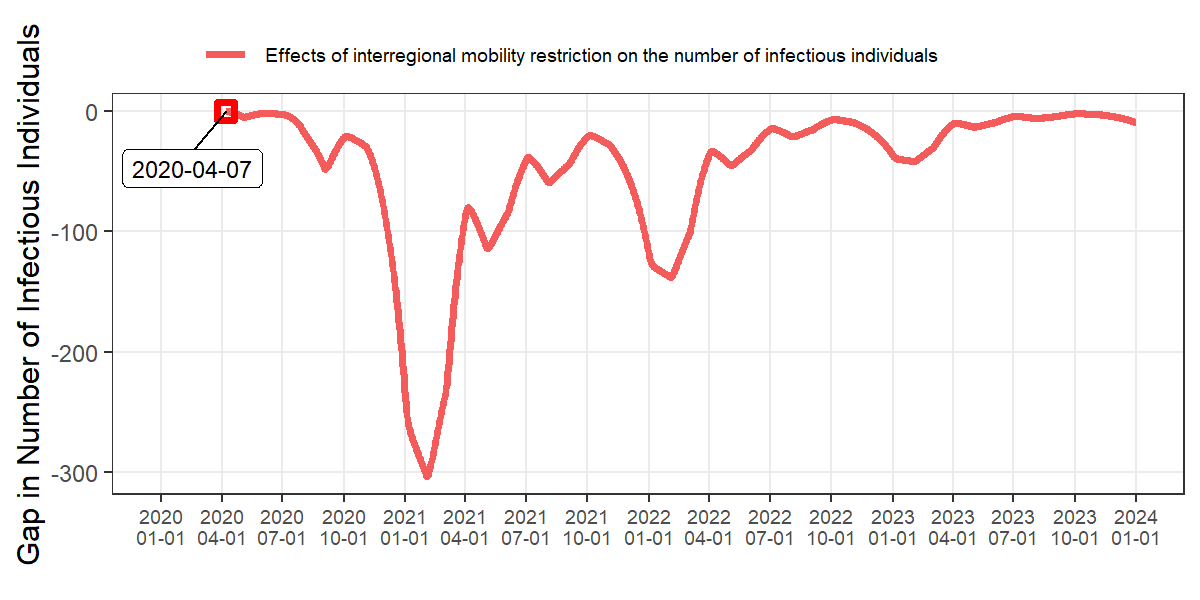 Effects of interregional mobility restriction on the number of infectious individuals
Gap in Number of Infectious Individuals
0
-100
-200
-300
2020-04-07
2020 2020 2020 2020 2021 2021 2021 2021 2022 2022 2022 2022 2023 2023 2023 2023 2024
01-01 04-01 07-01 10-01 01-01 04-01 07-01 10-01 01-01 04-01 07-01 10-01 01-01 04-01 07-01 10-01 01-01